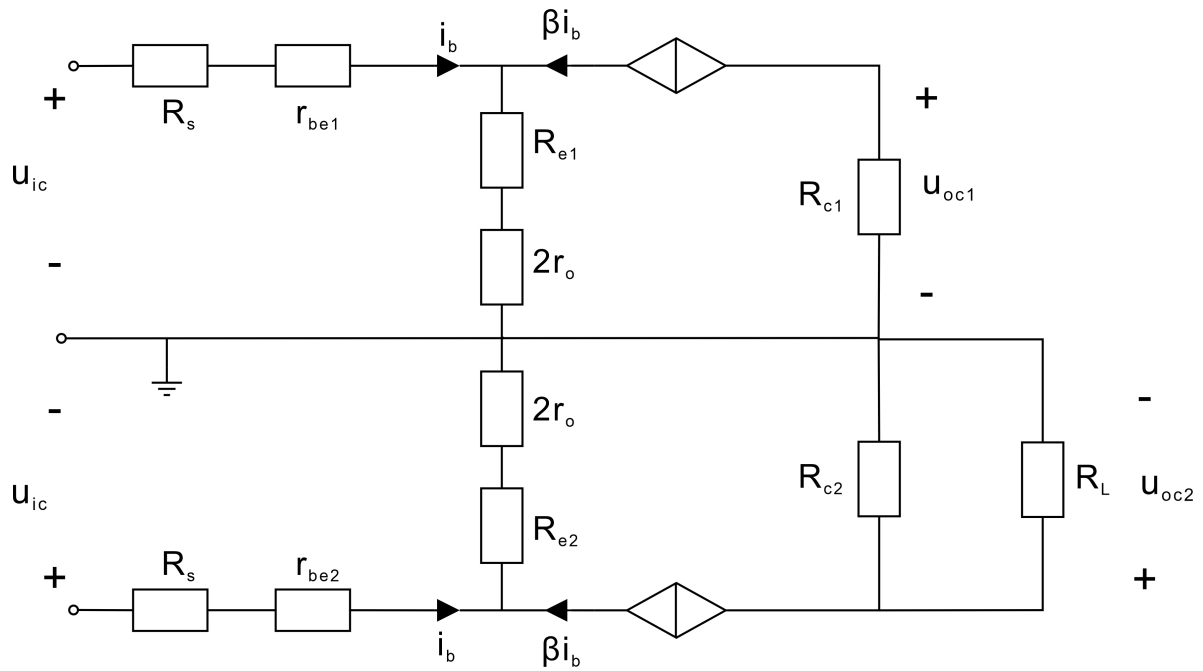 i_b
βi_b
+
R_s
r_be1
+
R_e1
u_ic
R_c1
u_oc1
2r_o
-
-
-
2r_o
-
u_ic
R_c2
R_L
u_oc2
R_e2
+
R_s
r_be2
+
i_b
βi_b